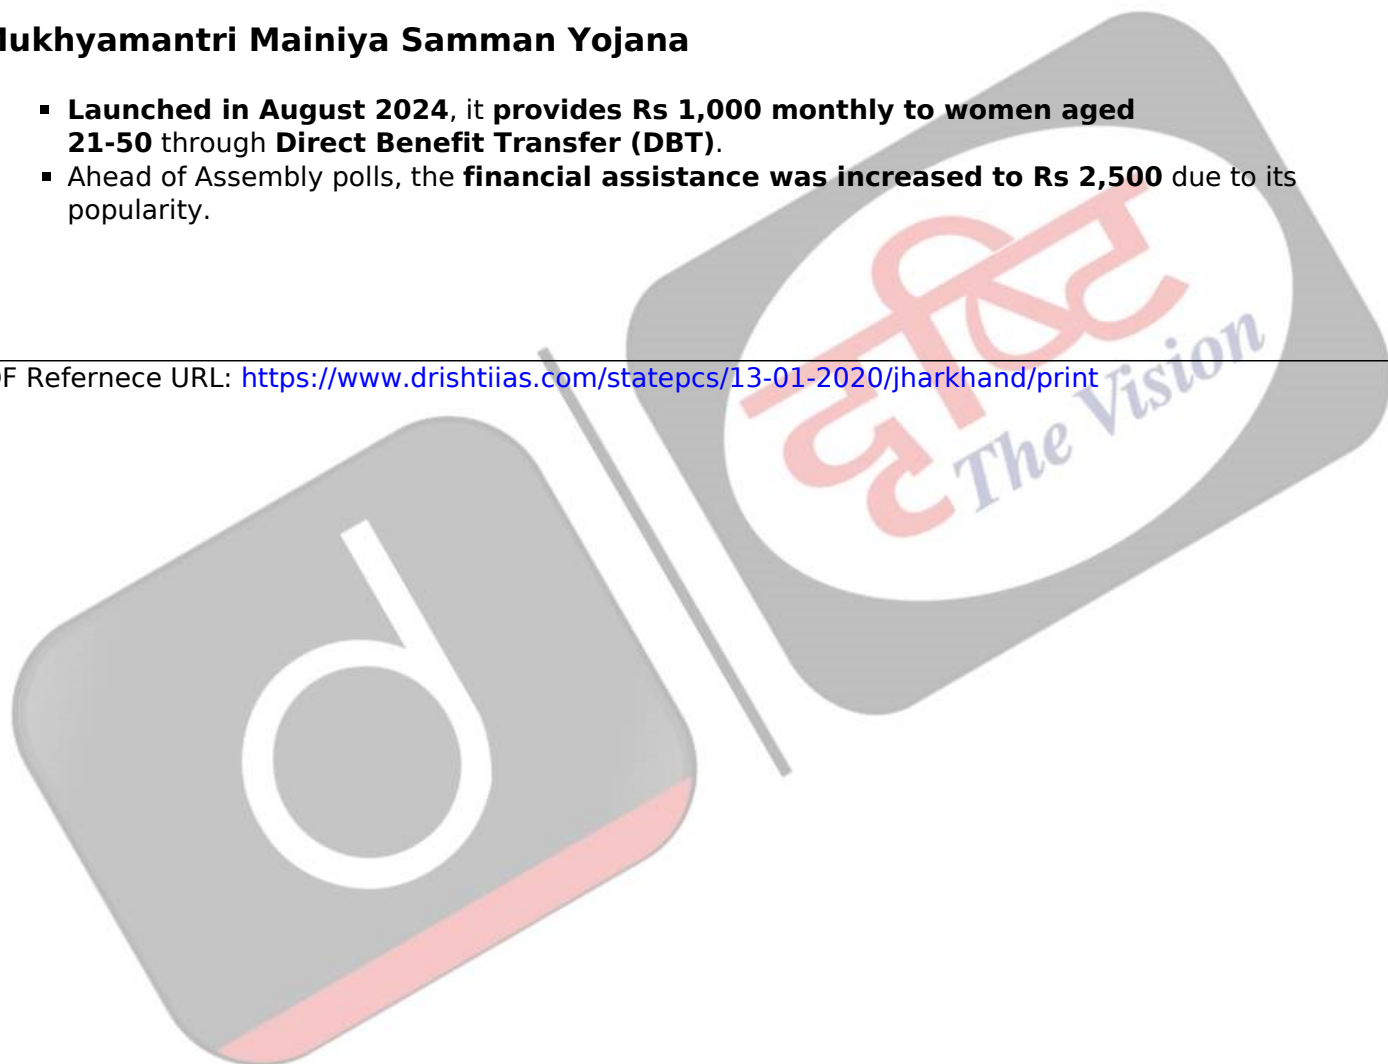 Mukhyamantri Mainiya Samman Yojana
▪ Launched in August 2024, it provides Rs 1,000 monthly to women aged
21-50 through Direct Benefit Transfer (DBT).
▪ Ahead of Assembly polls, the financial assistance was increased to Rs 2,500 due to its
popularity.
दृष्टि
The Vision
F Refernece URL: https://www.drishtiias.com/statepcs/13-01-2020/jharkhand/print
d